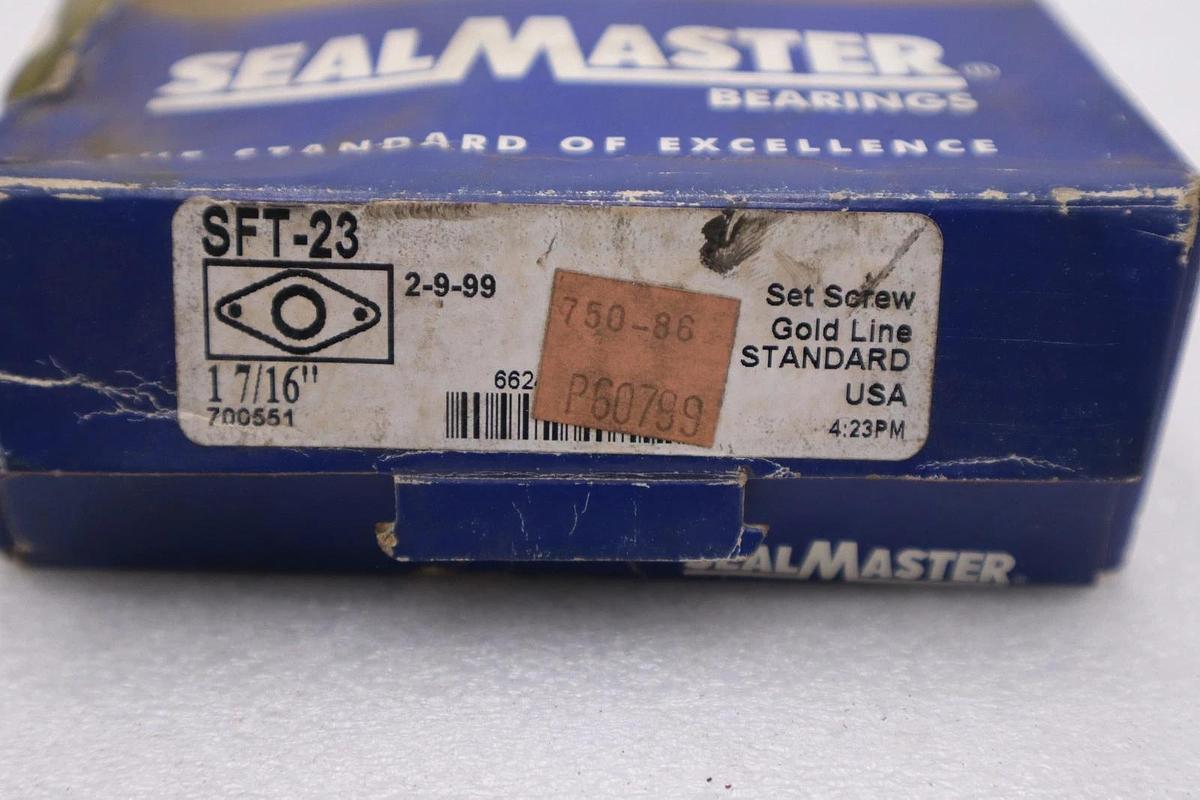 SEALMASTER®
BEARINGS
THE STANDARD OF EXCELLENCE
SFT-23
2-9-99
1 7/16"
700551
662
750-86
P60799
Set Screw
Gold Line
STANDARD
USA
4:23PM
SEALMASTER